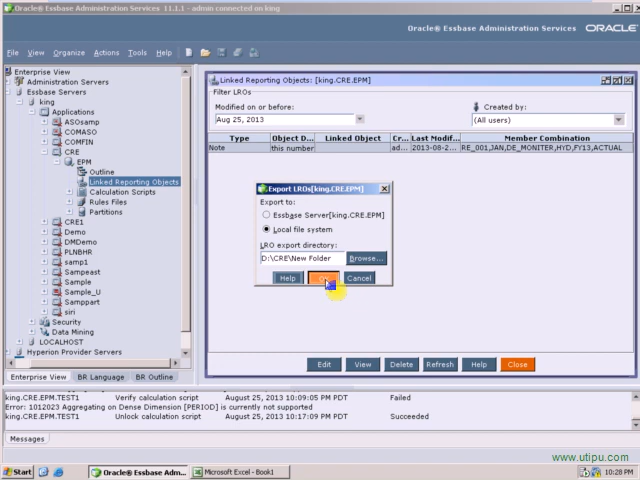 Oracle® Essbase Administration Services 11.1.1 - admin connected on king
Oracle® Essbase Administration Services ORACLE
File View Organize Actions Tools Help
Enterprise View
Administration Servers
Essbase Servers
king
Applications
ASOsamp
COMASO
COMFIN
CRE
EPM
Outline
Linked Reporting Objects
Calculation Scripts
Rules Files
Partitions
CRE1
Demo
DMDemo
PLNBHR
samp1
Sampeast
Sample
Sample_U
Samppart
siri
Security
Data Mining
LOCALHOST
Hyperion Provider Servers
Enterprise View BR Language BR Outline
Linked Reporting Objects: [king.CRE.EPM]
Filter LROs
Modified on or before: Created by:
Aug 25, 2013 (All users)
Type Object D... Linked Object Cr... Last Modif... Member Combination
Note this number ad... 2013-08-2... RE_001,JAN,DE_MONITER,HYD,FY13,ACTUAL
Export LROs[king.CRE.EPM]
Export to:
Essbase Server[king.CRE.EPM]
Local file system
LRO export directory:
D:\CRE\New Folder Browse...
Help Cancel
Edit View Delete Refresh Help Close
king.CRE.EPM.TEST1 Verify calculation script August 25, 2013 10:09:05 PM PDT Failed
Error: 1012023 Aggregating on Dense Dimension [PERIOD] is currently not supported
king.CRE.EPM.TEST1 Unlock calculation script August 25, 2013 10:17:09 PM PDT Succeeded
Messages
www.utipu.com
Start Oracle® Essbase Adm... Microsoft Excel - Book1 10:28 PM